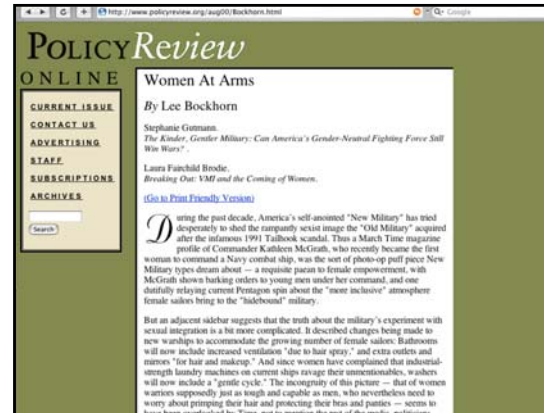 http://www.policyreview.org/aug00/Bockhorn.html
Google
POLICYReview
ONLINE
CURRENT ISSUE
CONTACT US
ADVERTISING
STAFF
SUBSCRIPTIONS
ARCHIVES
Search
Women At Arms
By Lee Bockhorn
Stephanie Gutmann.
The Kinder, Gentler Military: Can America's Gender-Neutral Fighting Force Still
Win Wars? .
Laura Fairchild Brodie.
Breaking Out: VMI and the Coming of Women.
(Go to Print Friendly Version)
During the past decade, America's self-anointed "New Military" has tried
desperately to shed the rampantly sexist image the "Old Military" acquired
after the infamous 1991 Tailhook scandal. Thus a March Time magazine
profile of Commander Kathleen McGrath, who recently became the first
woman to command a Navy combat ship, was the sort of photo-op puff piece New
Military types dream about — a requisite paean to female empowerment, with
McGrath shown barking orders to young men under her command, and one
dutifully relaying current Pentagon spin about the "more inclusive" atmosphere
female sailors bring to the "hidebound" military.
But an adjacent sidebar suggests that the truth about the military's experiment with
sexual integration is a bit more complicated. It described changes being made to
new warships to accommodate the growing number of female sailors: Bathrooms
will now include increased ventilation "due to hair spray," and extra outlets and
mirrors "for hair and makeup." And since women have complained that industrial-
strength laundry machines on current ships ravage their unmentionables, washers
will now include a "gentle cycle." The incongruity of this picture — that of women
warriors supposedly just as tough and capable as men, who nevertheless need to
worry about primping their hair and protecting their bras and panties — seems to